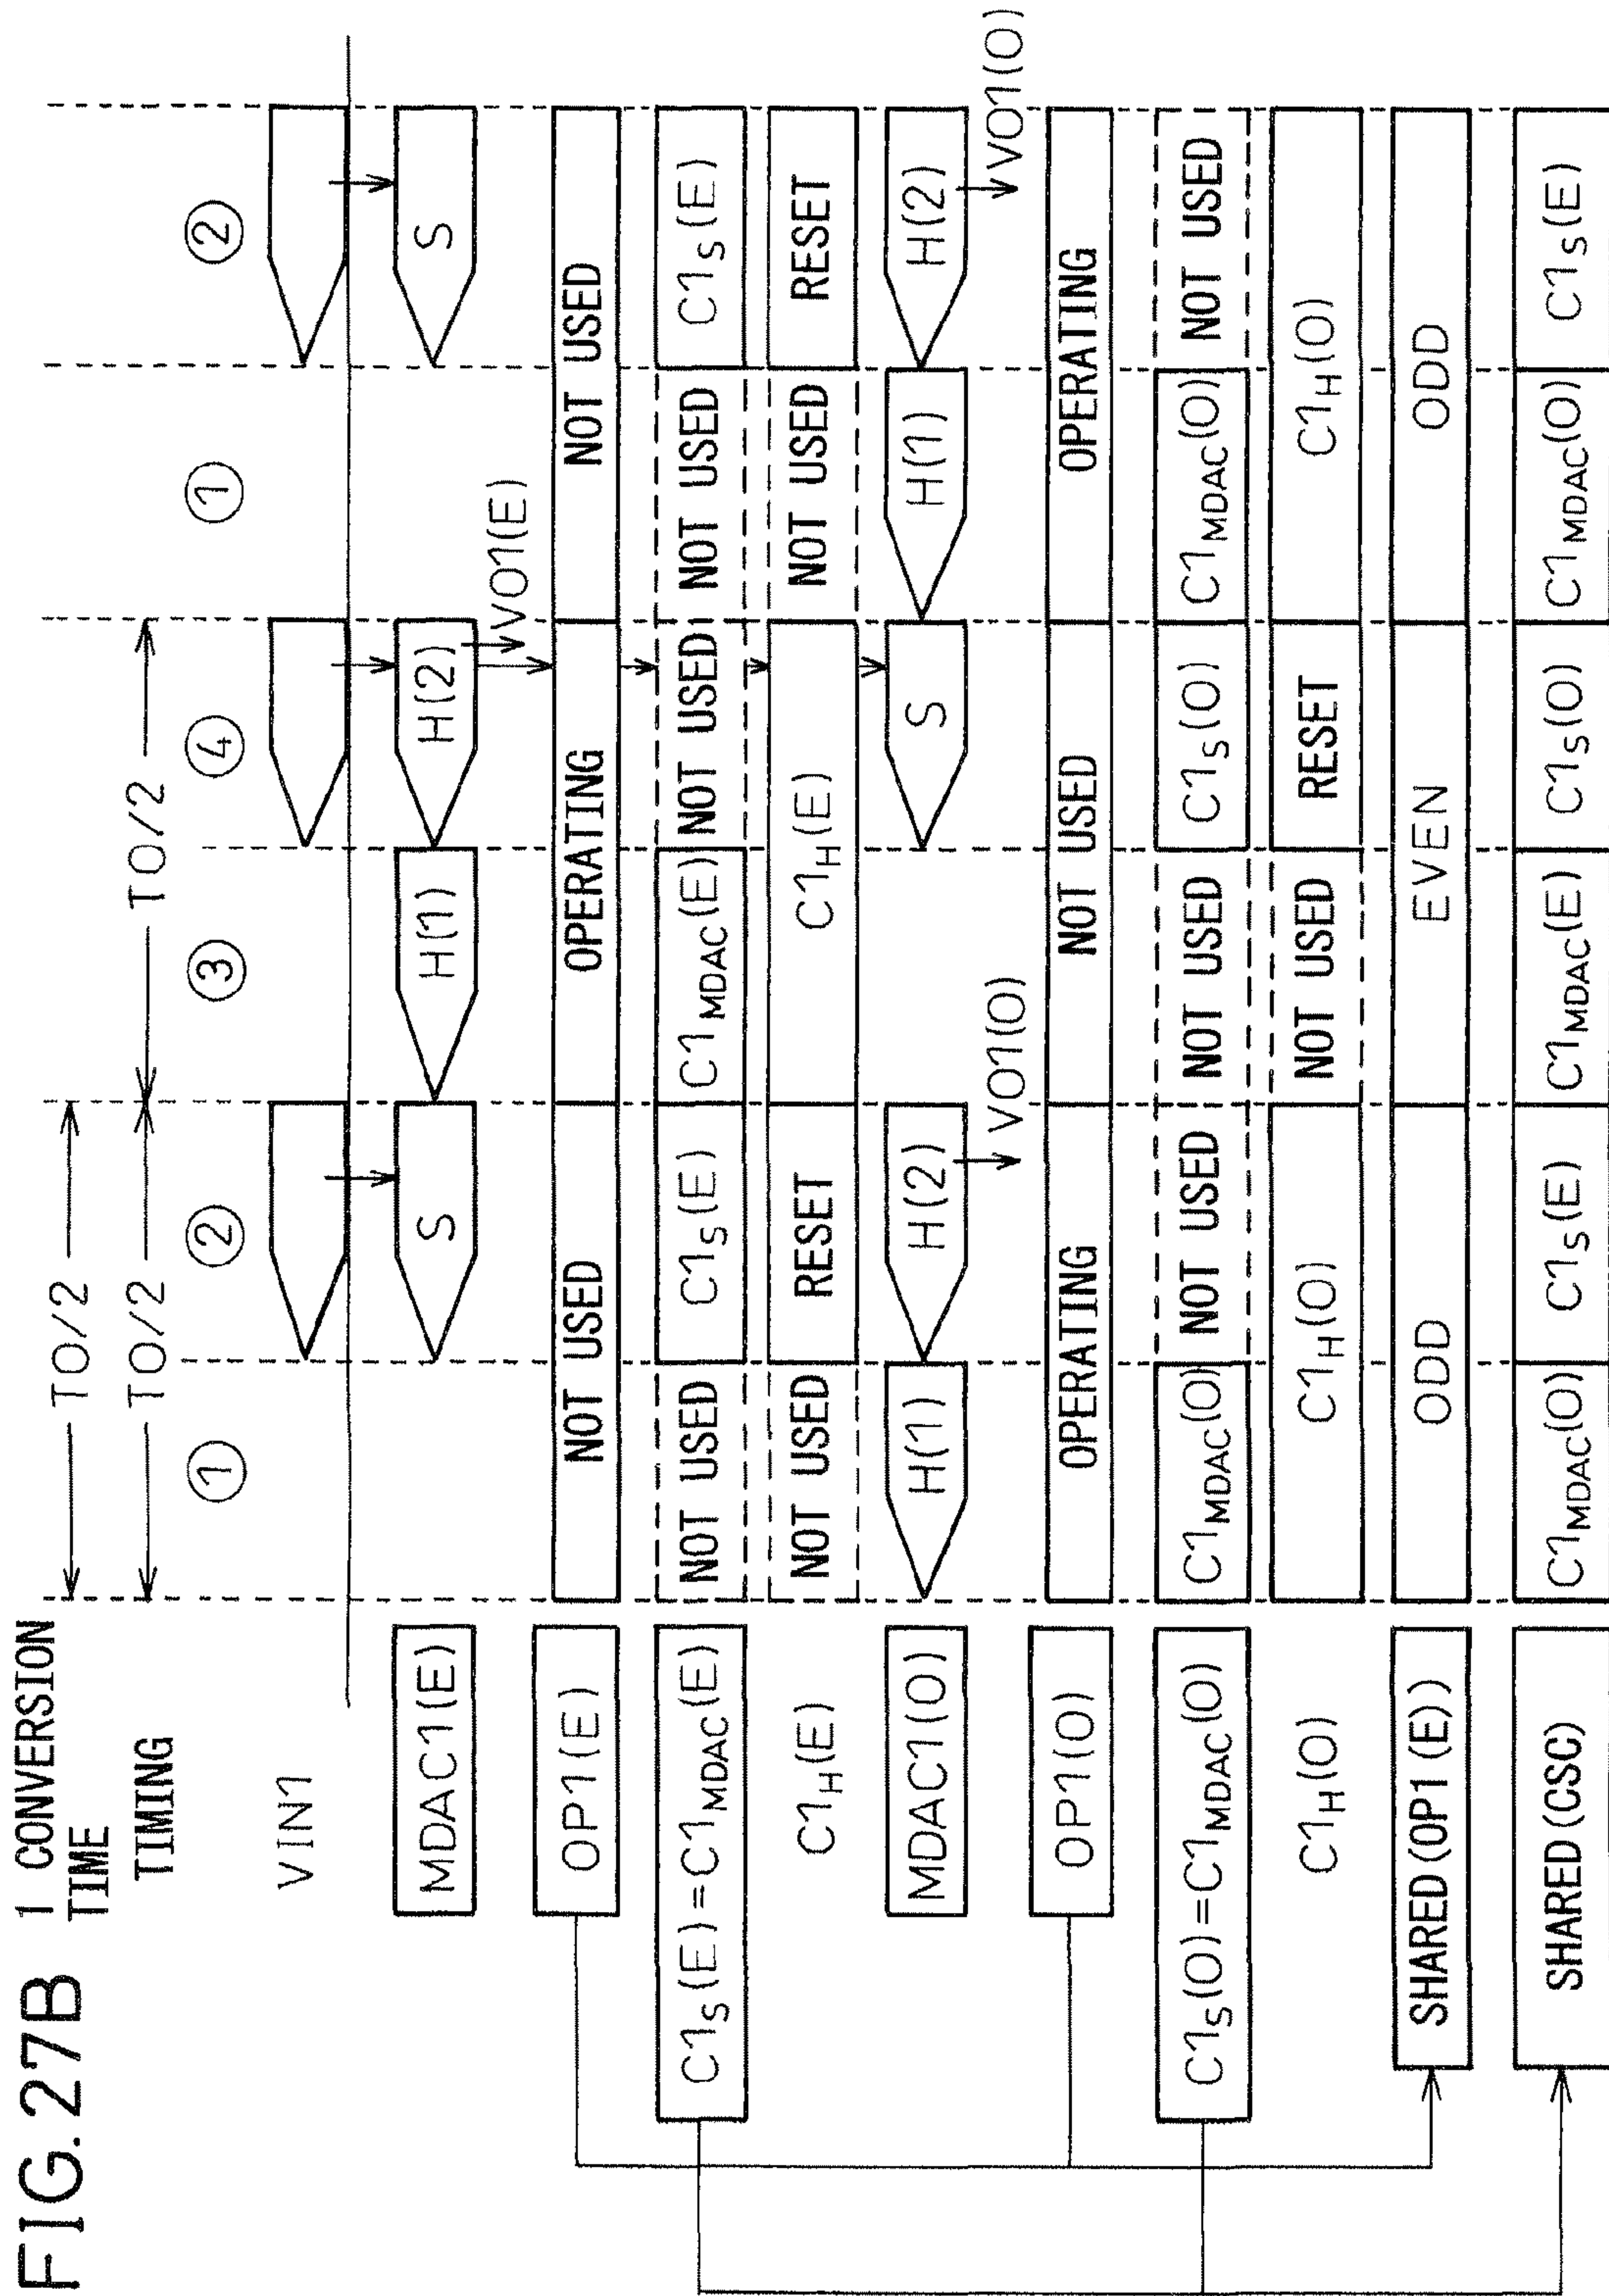 FIG. 27B
1 CONVERSION
TIME
TO/2
TIMING
TO/2 TO/2
① ② ③ ④ ① ②
VIN1
MDAC1(E) S H(1) H(2) S
VO1(E)
OP1(E) NOT USED OPERATING NOT USED
C1S(E)=C1MDAC(E) NOT USED C1S(E) C1MDAC(E) NOT USED NOT USED C1S(E)
C1H(E) NOT USED RESET C1H(E) NOT USED RESET
MDAC1(O) H(1) H(2) S H(1) H(2)
VO1(O) VO1(O)
OP1(O) OPERATING NOT USED OPERATING
C1S(O)=C1MDAC(O) C1MDAC(O) NOT USED NOT USED C1S(O) C1MDAC(O) NOT USED
C1H(O) C1H(O) NOT USED RESET C1H(O)
SHARED (OP1(E)) ODD EVEN ODD
SHARED (CSC) C1MDAC(O) C1S(E) C1MDAC(E) C1S(O) C1MDAC(O) C1S(E)